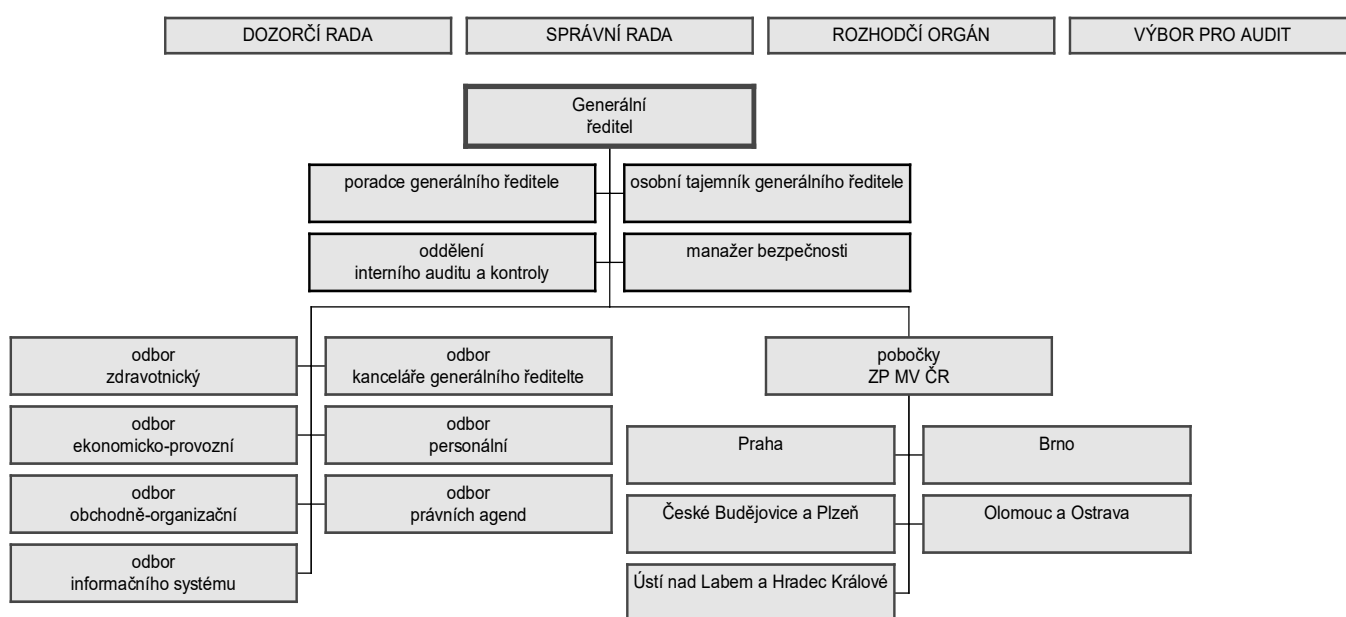 DOZORČÍ RADA
SPRÁVNÍ RADA
ROZHODČÍ ORGÁN
VÝBOR PRO AUDIT
Generální
ředitel
poradce generálního ředitele
osobní tajemník generálního ředitele
oddělení
interního auditu a kontroly
manažer bezpečnosti
odbor
zdravotnický
odbor
kanceláře generálního ředitelte
pobočky
ZP MV ČR
odbor
ekonomicko-provozní
odbor
personální
Praha
Brno
odbor
obchodně-organizační
odbor
právních agend
České Budějovice a Plzeň
Olomouc a Ostrava
odbor
informačního systému
Ústí nad Labem a Hradec Králové